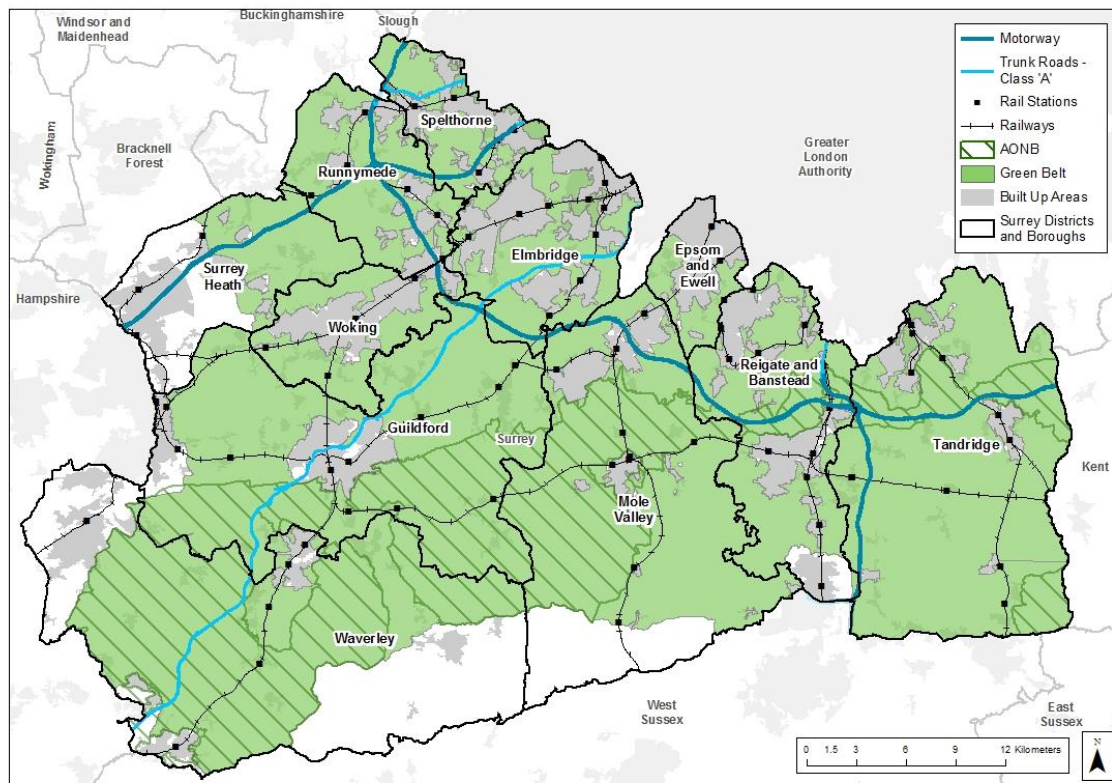 Windsor and
Maidenhead
Buckinghamshire
Slough
Wokingham
Bracknell
Forest
Hampshire
Greater
London
Authority
Kent
West
Sussex
East
Sussex
Surrey
Spelthorne
Runnymede
Surrey
Heath
Elmbridge
Epsom
and
Ewell
Woking
Reigate and
Banstead
Guildford
Tandridge
Mole
Valley
Waverley
Motorway
Trunk Roads -
Class 'A'
Rail Stations
Railways
AONB
Green Belt
Built Up Areas
Surrey Districts
and Boroughs
0 1.5 3 6 9 12 Kilometers
N